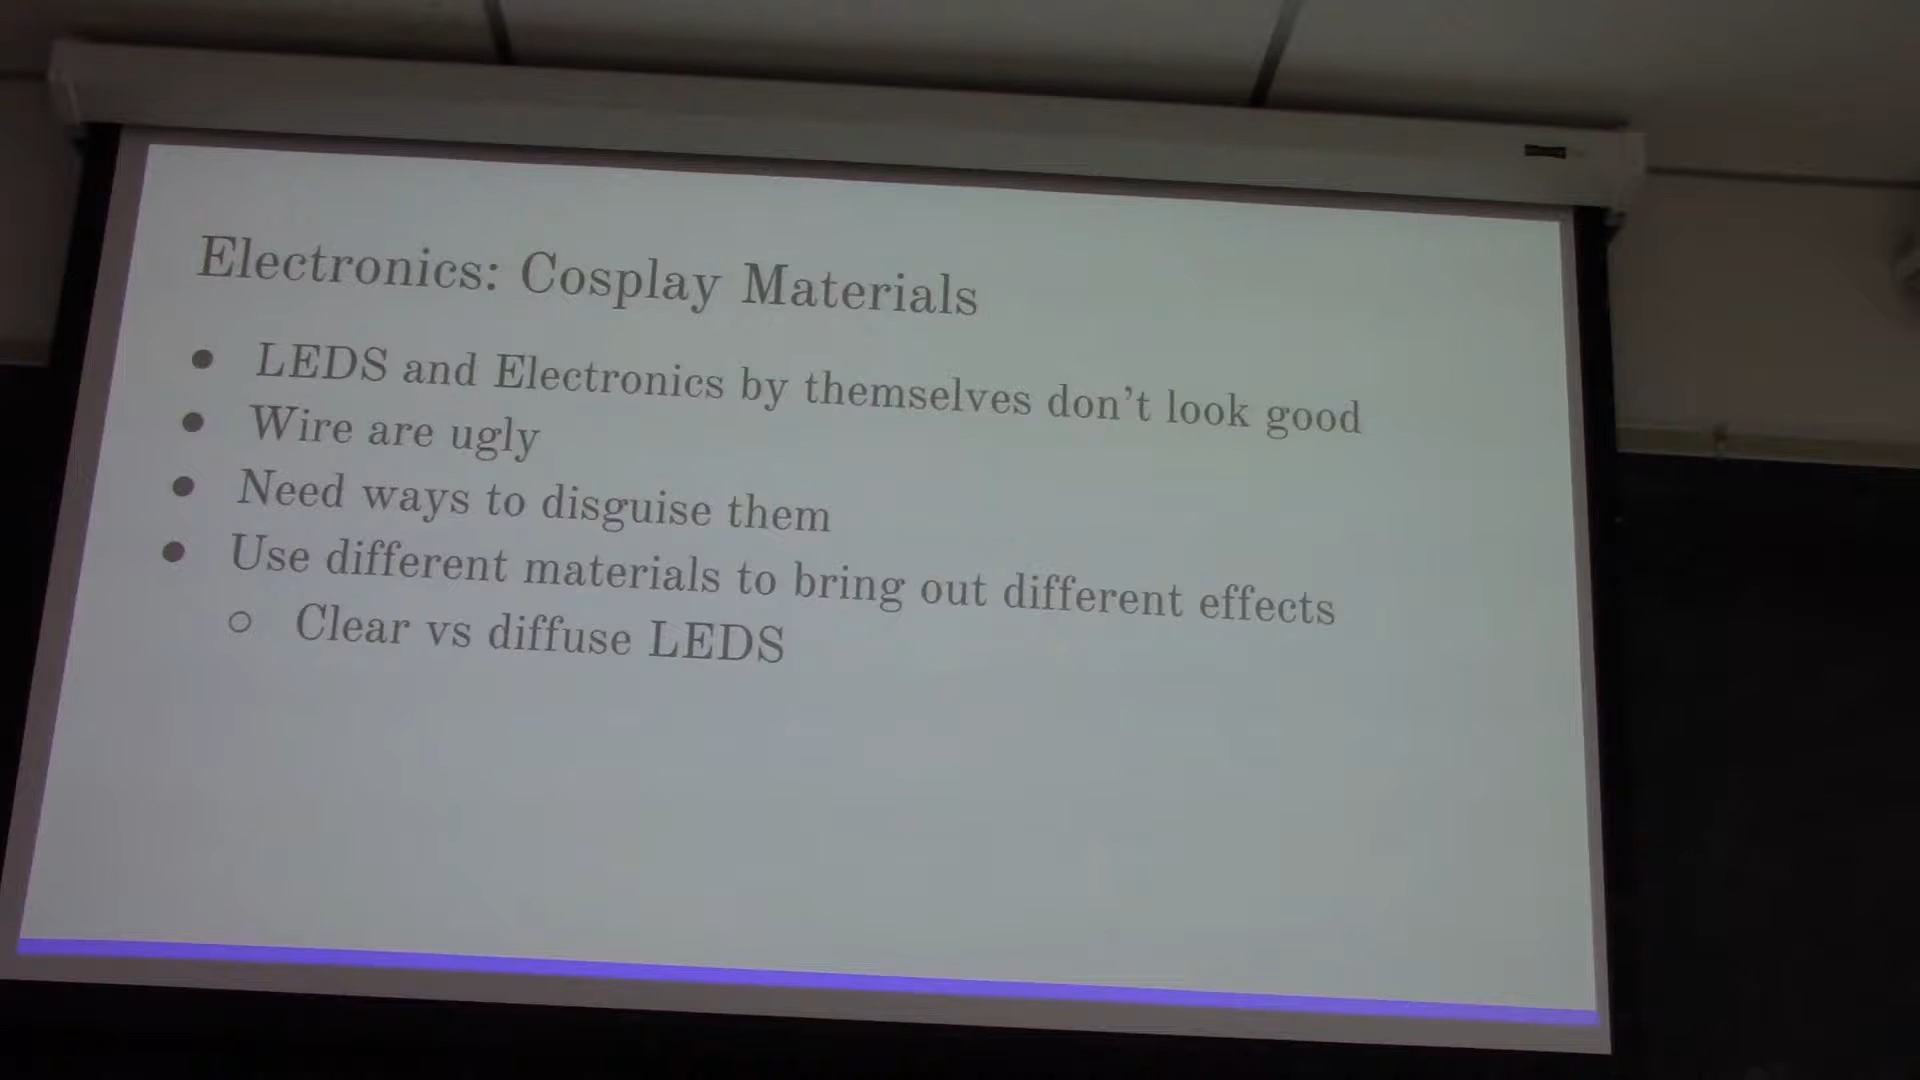 Electronics: Cosplay Materials
● LEDS and Electronics by themselves don't look good
● Wire are ugly
● Need ways to disguise them
● Use different materials to bring out different effects
○ Clear vs diffuse LEDS